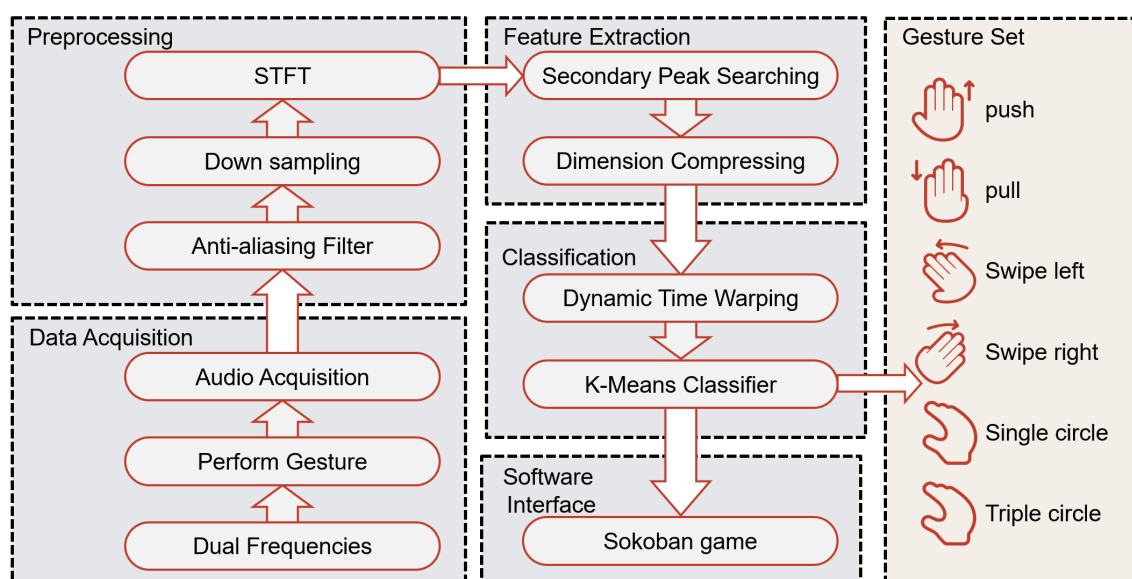 Preprocessing
STFT
Down sampling
Anti-aliasing Filter
Data Acquisition
Audio Acquisition
Perform Gesture
Dual Frequencies
Feature Extraction
Secondary Peak Searching
Dimension Compressing
Classification
Dynamic Time Warping
K-Means Classifier
Software
Interface
Sokoban game
Gesture Set
push
pull
Swipe left
Swipe right
Single circle
Triple circle